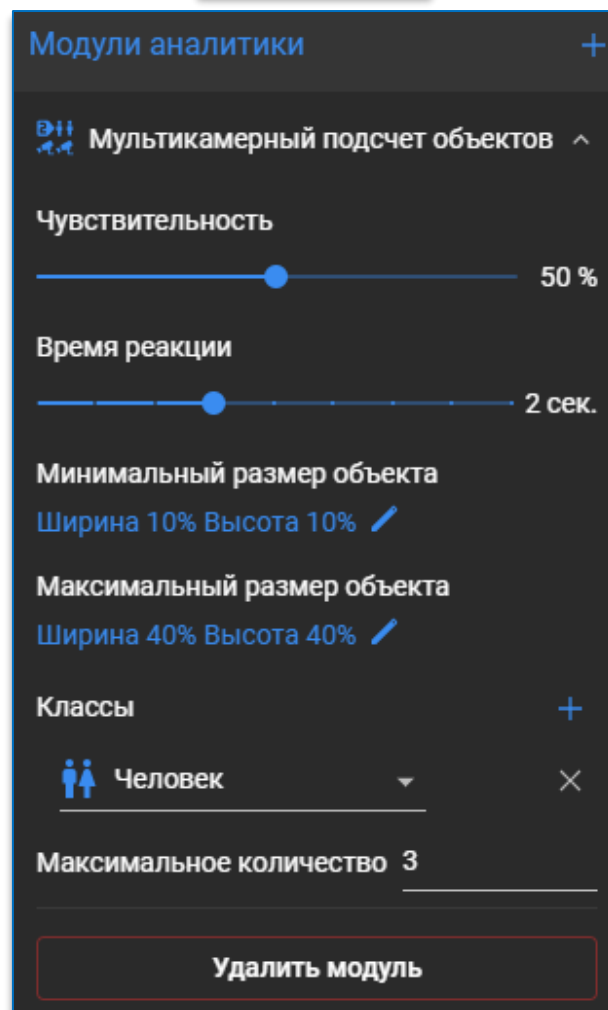 Модули аналитики
Мультикамерный подсчет объектов
Чувствительность
50 %
Время реакции
2 сек.
Минимальный размер объекта
Ширина 10% Высота 10%
Максимальный размер объекта
Ширина 40% Высота 40%
Классы
Человек
Максимальное количество 3
Удалить модуль